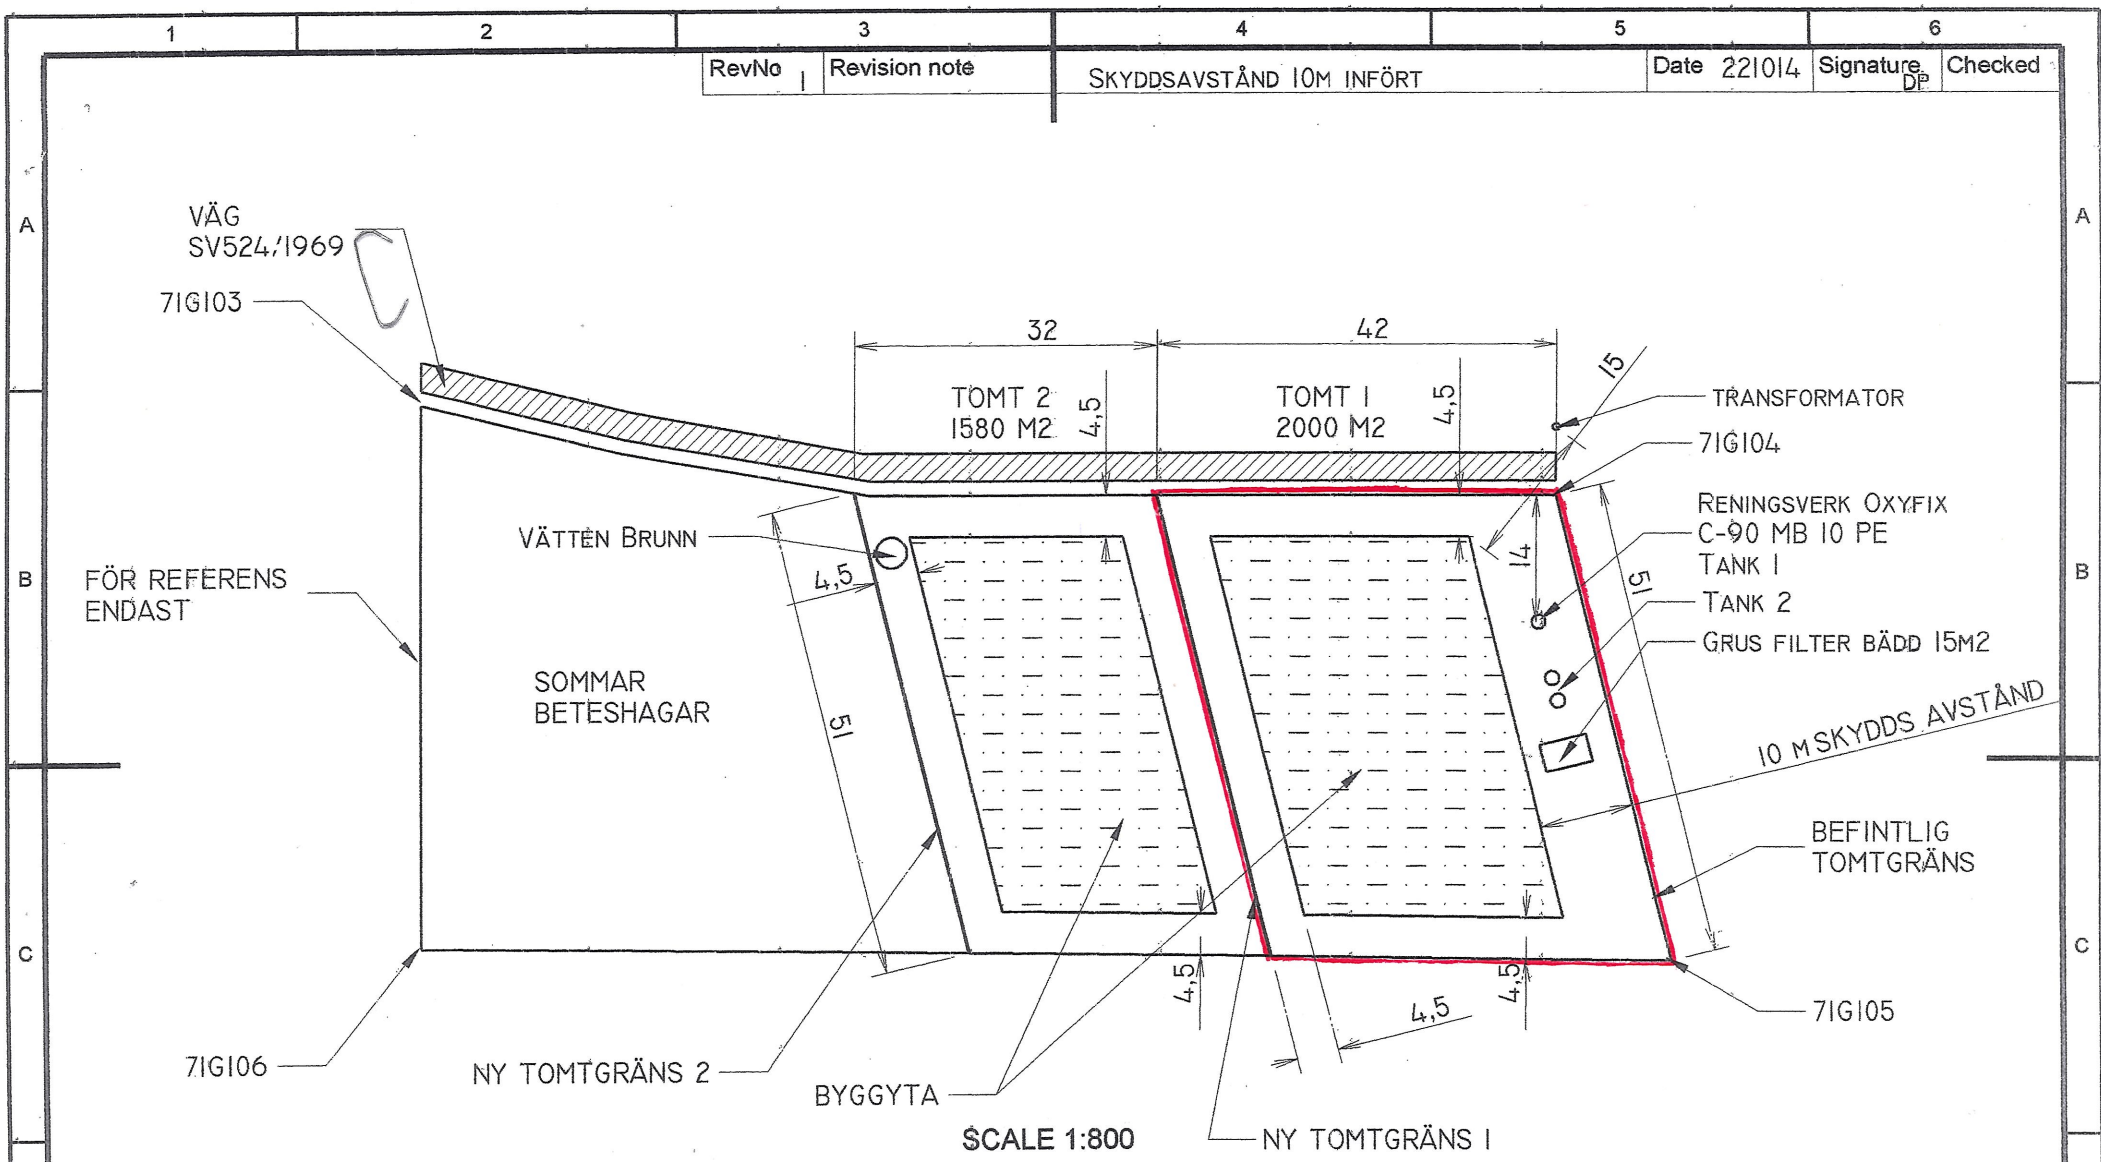 1 2 3 4 5 6
RevNo 1 Revision note SKYDDSAVSTÅND 10M INFÖRT Date 221014 Signature DP Checked
A
A
VÄG
SV524/1969
71G103
32
42
15
TOMT 2
1580 M2
4,5
TOMT 1
2000 M2
4,5
TRANSFORMATOR
71G104
RENINGSVERK OXYFIX
C-90 MB 10 PE
TANK 1
TANK 2
GRUS FILTER BÄDD 15M2
VÄTTEN BRUNN
4,5
14
51
B
B
FÖR REFERENS
ENDAST
SOMMAR
BETESHAGAR
51
10 M SKYDDS AVSTÅND
BEFINTLIG
TOMTGRÄNS
C
C
4,5
4,5
4,5
71G105
71G106
NY TOMTGRÄNS 2
BYGGYTA
SCALE 1:800
NY TOMTGRÄNS 1